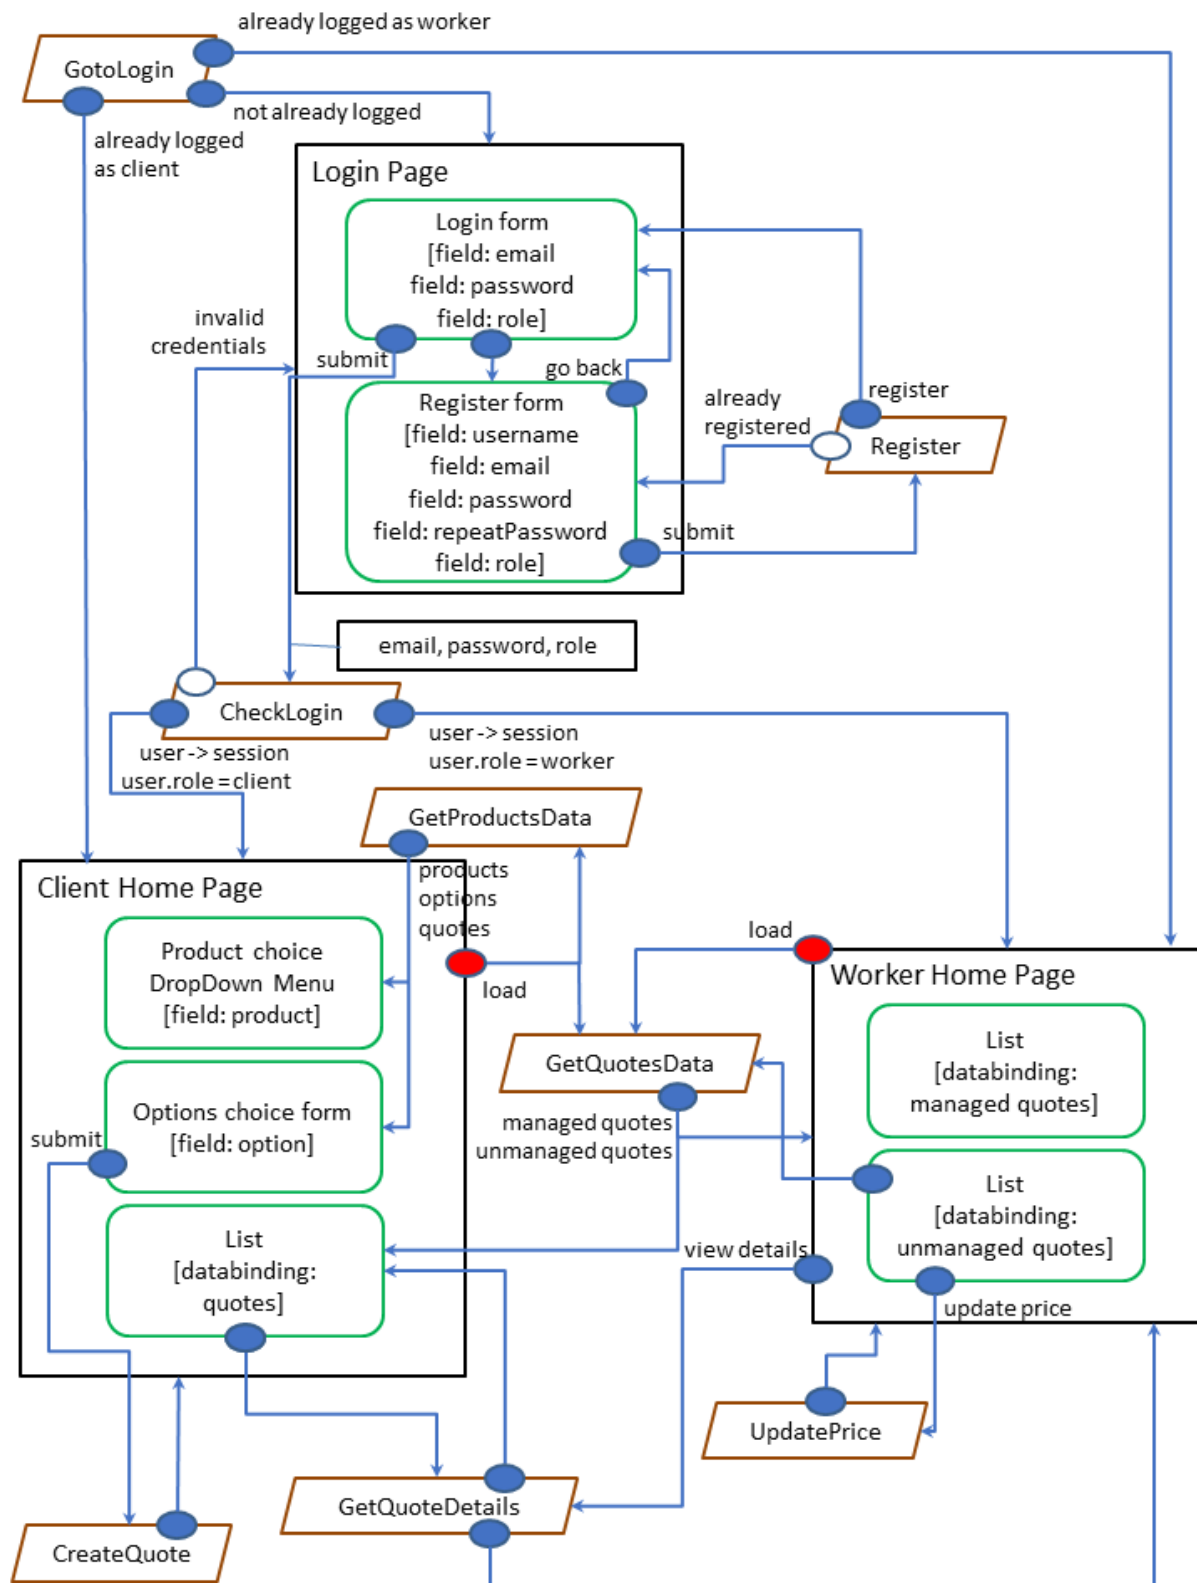 already logged as worker
GotoLogin
not already logged
already logged
as client
Login Page
Login form
[field: email
field: password
field: role]
invalid
credentials
submit
go back
Register form
[field: username
field: email
field: password
field: repeatPassword
field: role]
already
registered
register
Register
submit
email, password, role
CheckLogin
user -> session
user.role = client
user -> session
user.role = worker
GetProductsData
products
options
quotes
Client Home Page
Product choice
DropDown Menu
[field: product]
load
load
Worker Home Page
List
[databinding:
managed quotes]
GetQuotesData
managed quotes
unmanaged quotes
Options choice form
[field: option]
submit
List
[databinding:
unmanaged quotes]
List
[databinding:
quotes]
view details
update price
UpdatePrice
GetQuoteDetails
CreateQuote